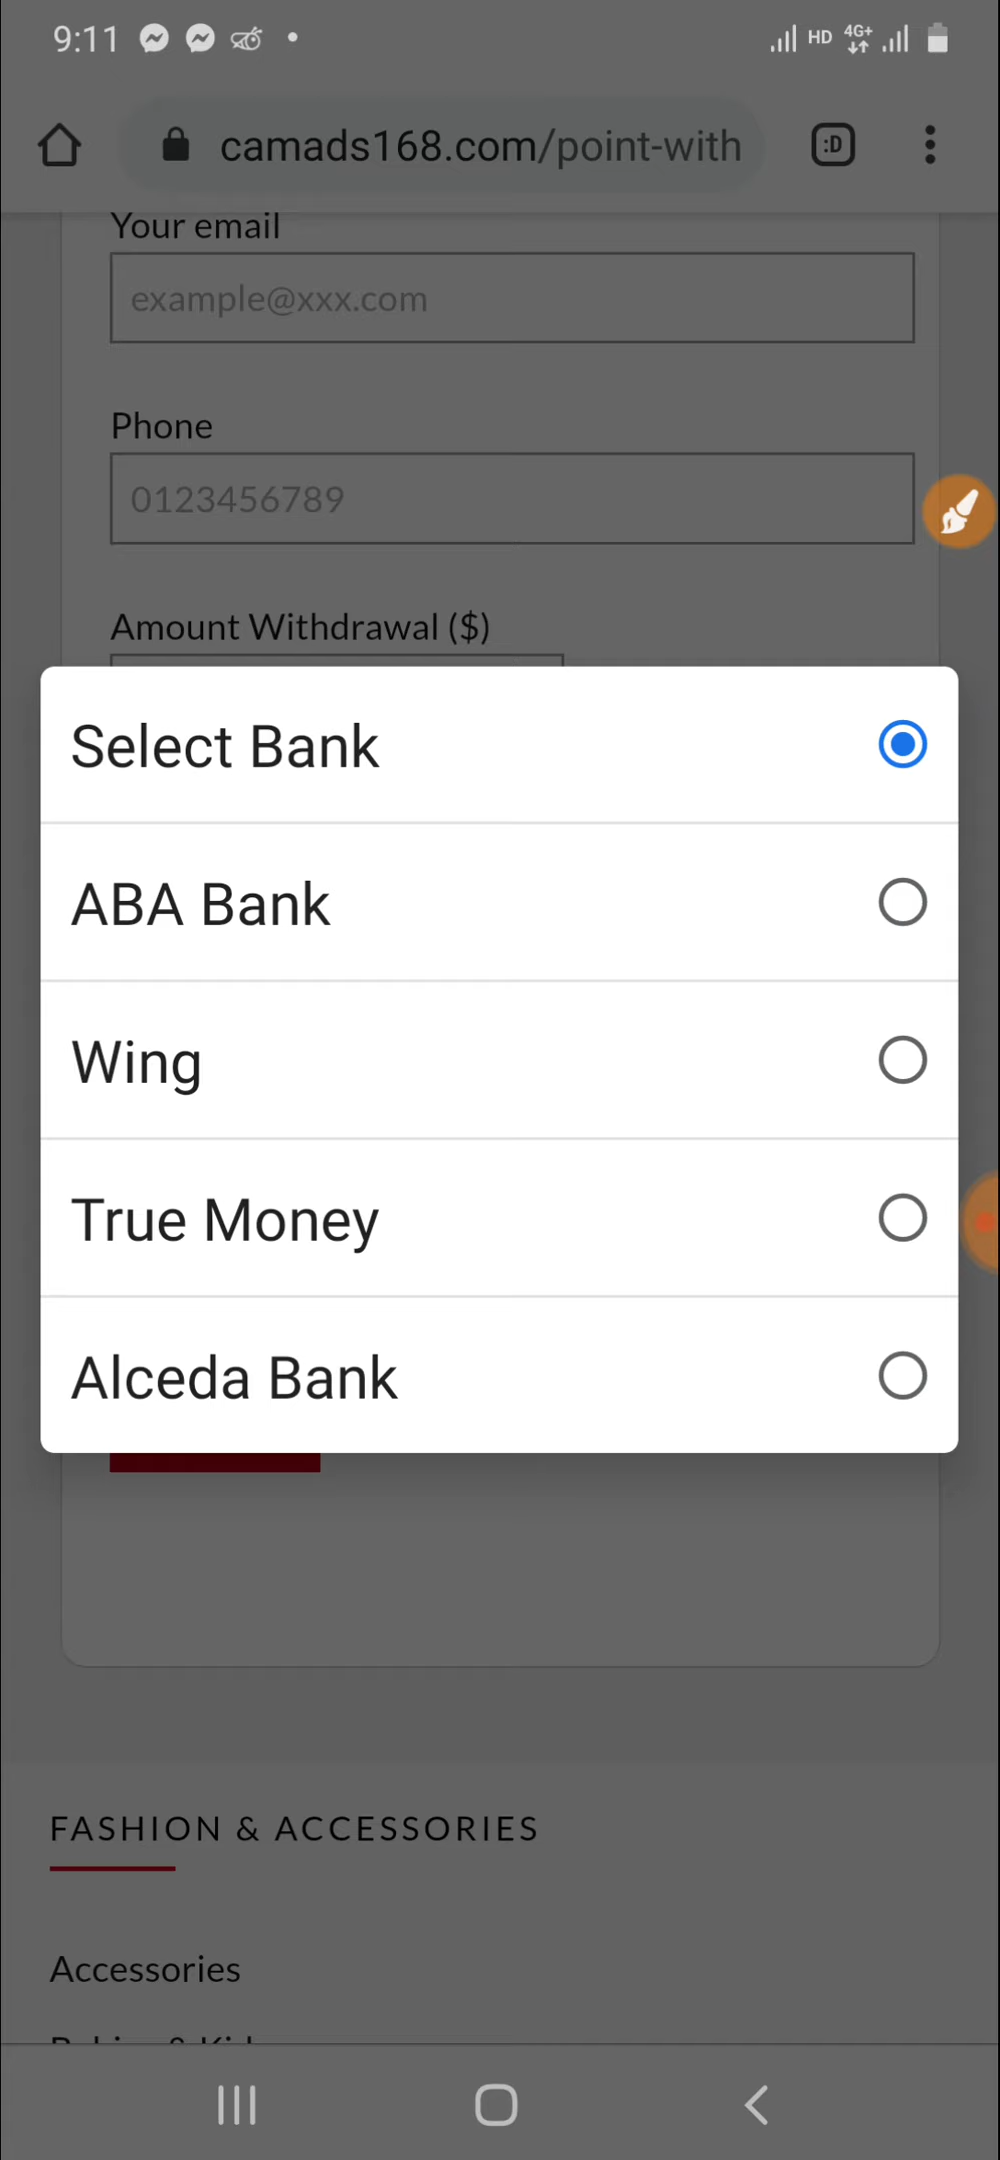 9:11
HD 4G+
camads168.com/point-with
:D
Your email
example@xxx.com
Phone
0123456789
Amount Withdrawal ($)
Select Bank
ABA Bank
Wing
True Money
Alceda Bank
FASHION & ACCESSORIES
Accessories